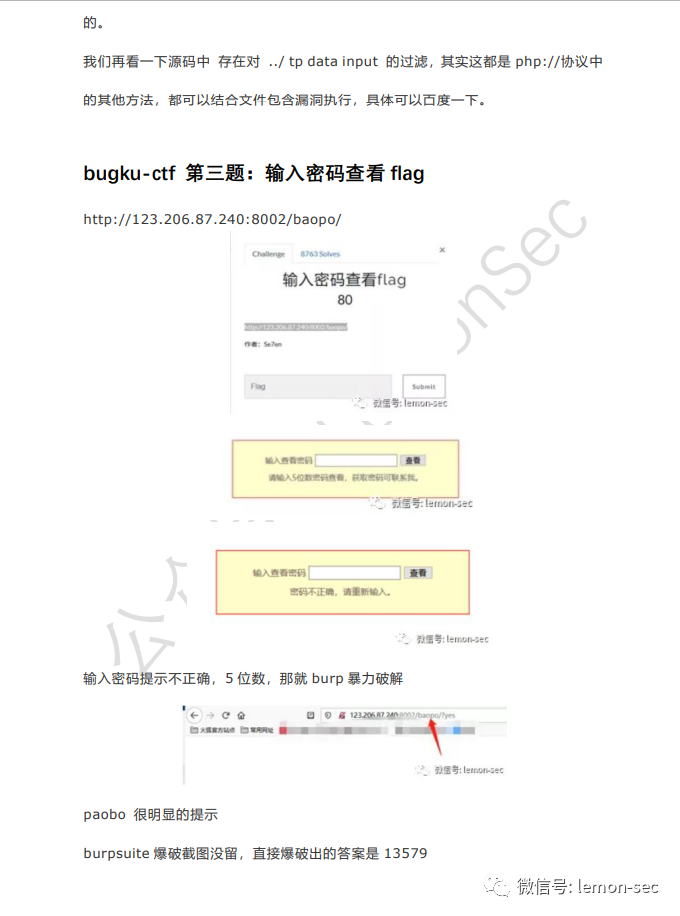 的。
我们再看一下源码中 存在对 ../ tp data input 的过滤，其实这都是 php://协议中
的其他方法，都可以结合文件包含漏洞执行，具体可以百度一下。
bugku-ctf 第三题：输入密码查看 flag
http://123.206.87.240:8002/baopo/
Challenge 8763 Solves ×
输入密码查看flag
80
http://123.206.87.240:8002/baopo/
作者：Se7en
Flag Submit
微信号: lemon-sec
输入查看密码 查看
请输入5位数密码查看，获取密码可联系我。
微信号: lemon-sec
输入查看密码 查看
密码不正确，请重新输入。
微信号: lemon-sec
输入密码提示不正确，5 位数，那就 burp 暴力破解
123.206.87.240:8002/baopo/?yes
火狐官方站点 常用网址
微信号: lemon-sec
paobo 很明显的提示
burpsuite 爆破截图没留，直接爆破出的答案是 13579
微信号: lemon-sec